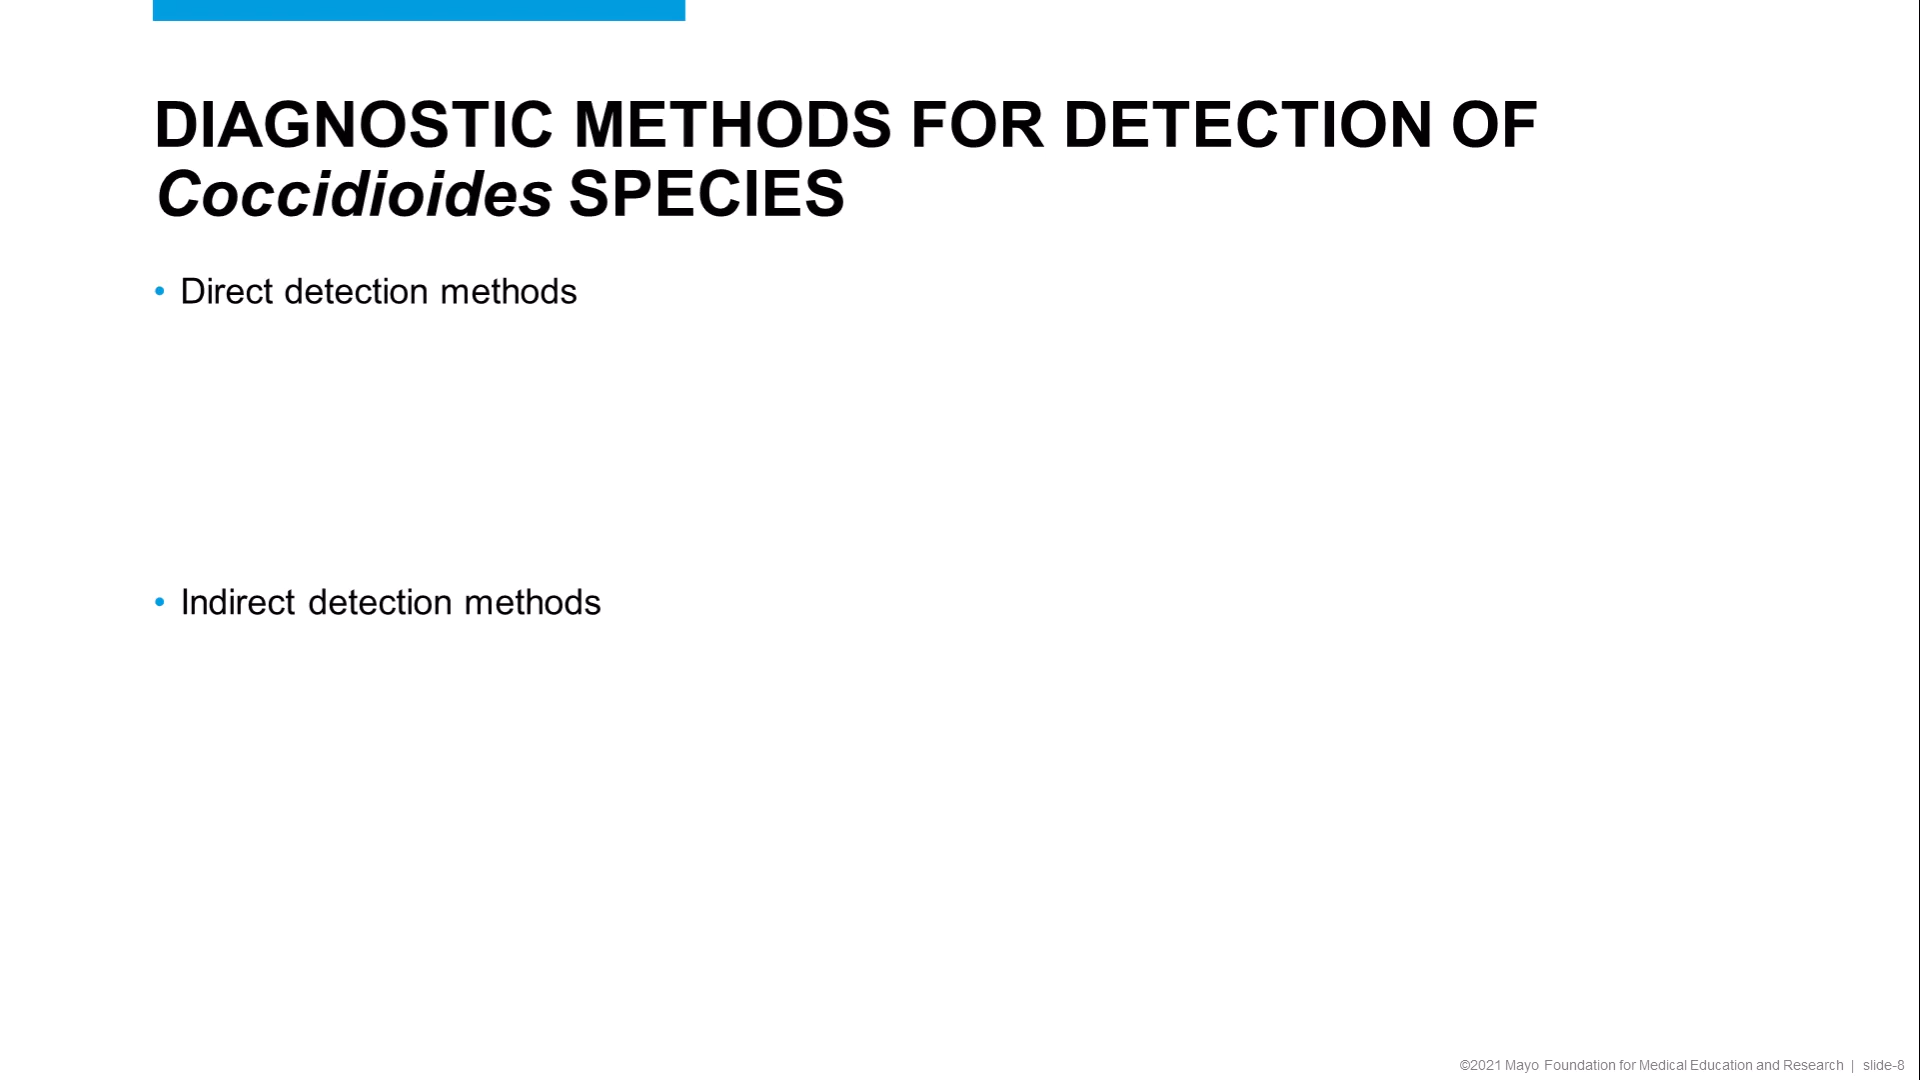 DIAGNOSTIC METHODS FOR DETECTION OF
Coccidioides SPECIES
• Direct detection methods
• Indirect detection methods
©2021 Mayo Foundation for Medical Education and Research | slide-8